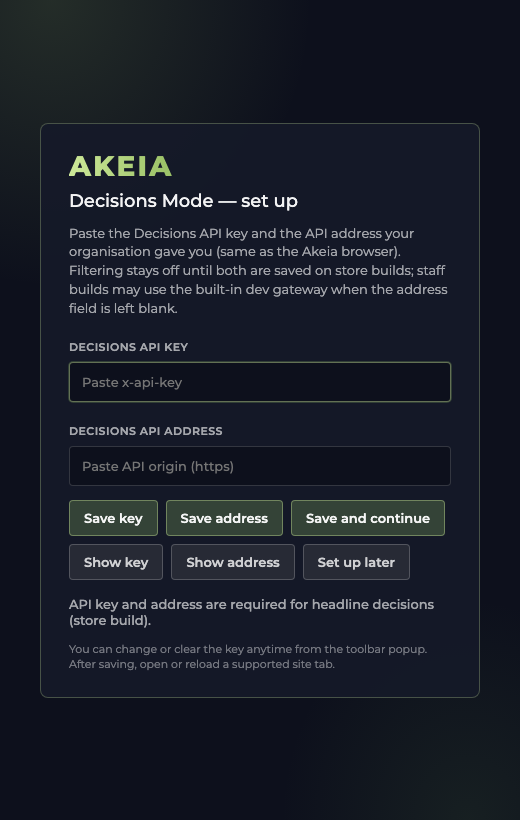 AKEIA
Decisions Mode — set up
Paste the Decisions API key and the API address your
organisation gave you (same as the Akeia browser).
Filtering stays off until both are saved on store builds; staff
builds may use the built-in dev gateway when the address
field is left blank.
DECISIONS API KEY
Paste x-api-key
DECISIONS API ADDRESS
Paste API origin (https)
Save key Save address Save and continue
Show key Show address Set up later
API key and address are required for headline decisions
(store build).
You can change or clear the key anytime from the toolbar popup.
After saving, open or reload a supported site tab.